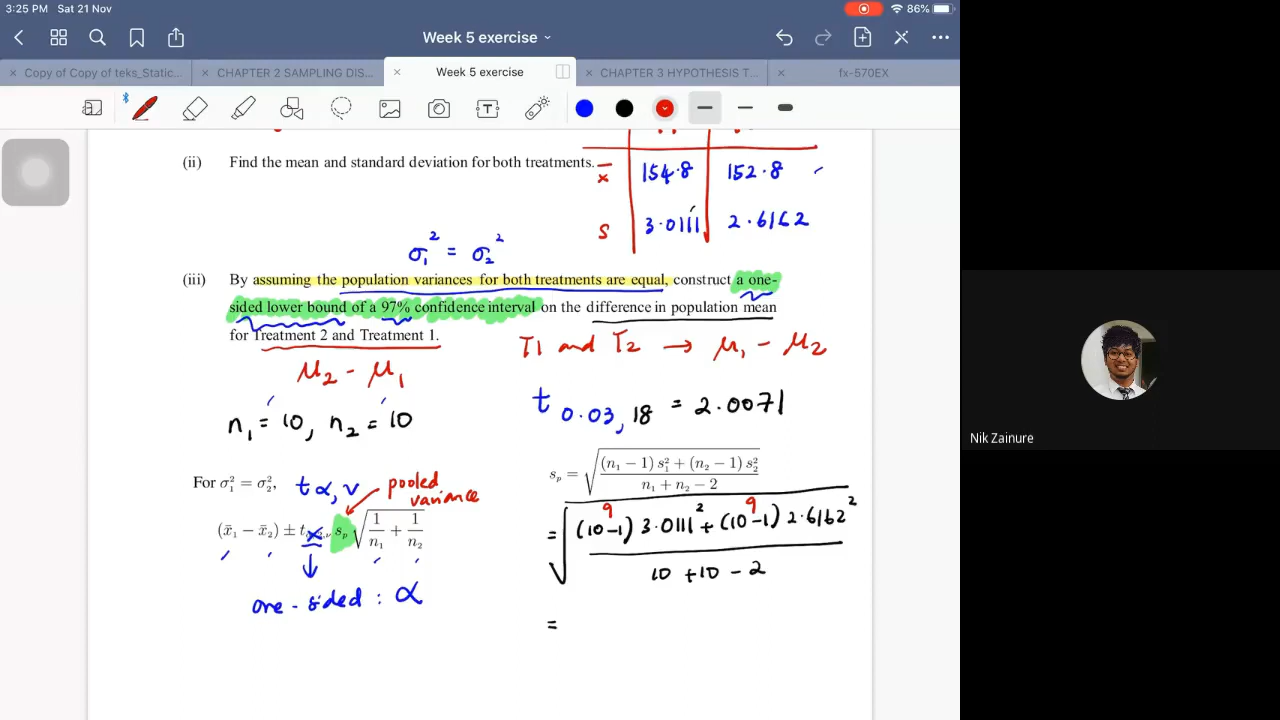 3:25 PM Sat 21 Nov
86%
Week 5 exercise
Copy of Copy of teks_Static...
CHAPTER 2 SAMPLING DIS...
Week 5 exercise
CHAPTER 3 HYPOTHESIS T...
fx-570EX
(ii) Find the mean and standard deviation for both treatments.
x̄ 154.8 152.8
s 3.0111 2.6162
σ₁² = σ₂²
(iii) By assuming the population variances for both treatments are equal, construct a one-
sided lower bound of a 97% confidence interval on the difference in population mean
for Treatment 2 and Treatment 1.
T1 and T2 → μ₁ - μ₂
μ₂ - μ₁
n₁ = 10, n₂ = 10
t 0.03, 18 = 2.0071
For σ₁² = σ₂²,
t α, ν
pooled
variance
(x̄₁ − x̄₂) ± t ,ν sₚ √(1/n₁ + 1/n₂)
one-sided : α
sₚ = √(((n₁ − 1) s₁² + (n₂ − 1) s₂²) / (n₁ + n₂ − 2))
9 9
= √(((10-1) 3.0111² + (10-1) 2.6162²) / (10 + 10 - 2))
=
Nik Zainure